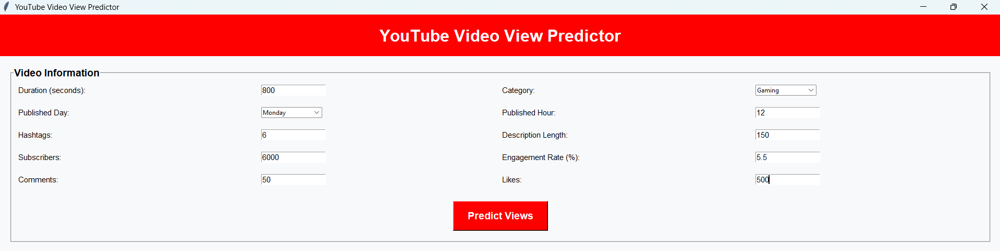 YouTube Video View Predictor
YouTube Video View Predictor
Video Information
Duration (seconds): 800 Category: Gaming
Published Day: Monday Published Hour: 12
Hashtags: 6 Description Length: 150
Subscribers: 6000 Engagement Rate (%): 5.5
Comments: 50 Likes: 500
Predict Views